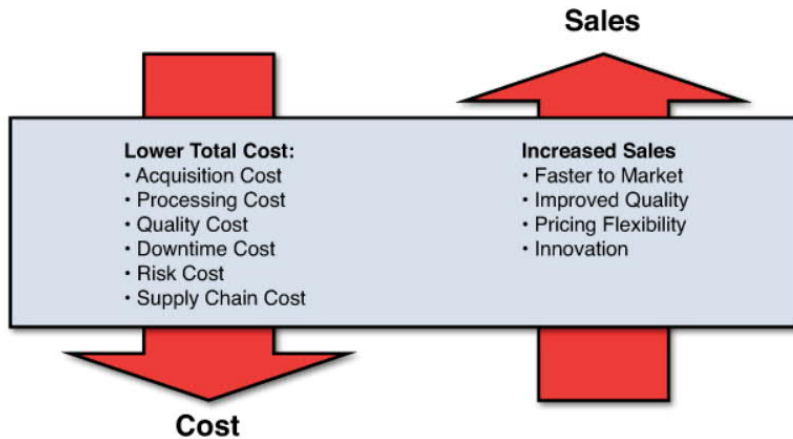 Sales
Lower Total Cost:
• Acquisition Cost
• Processing Cost
• Quality Cost
• Downtime Cost
• Risk Cost
• Supply Chain Cost
Increased Sales
• Faster to Market
• Improved Quality
• Pricing Flexibility
• Innovation
Cost